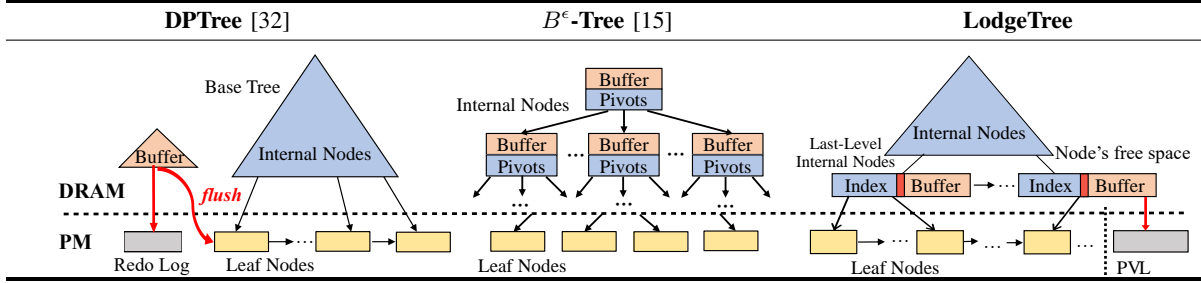 DPTree [32]
Base Tree
Buffer
Internal Nodes
flush
DRAM
PM
Redo Log
Leaf Nodes
B^ϵ-Tree [15]
Buffer
Pivots
Internal Nodes
Buffer
Pivots
...
Buffer
Pivots
...
Buffer
Pivots
...
...
...
Leaf Nodes
LodgeTree
Internal Nodes
Last-Level
Internal Nodes
Node's free space
Index
Buffer
...
Index
Buffer
...
...
...
Leaf Nodes
PVL